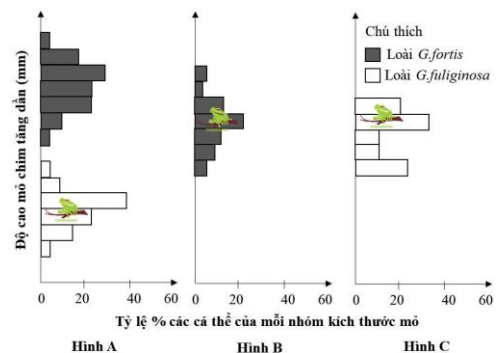 Chú thích
Loài G.fortis
Loài G.fuliginosa
Độ cao mỏ chim tăng dần (mm)
0 20 40 60
0 20 40 60
0 20 40 60
Tỷ lệ % các cá thể của mỗi nhóm kích thước mỏ
Hình A
Hình B
Hình C